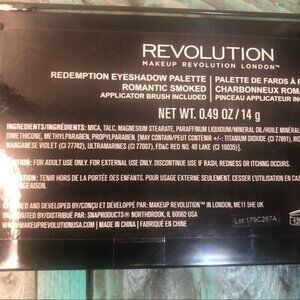 REVOLUTION
MAKEUP REVOLUTION LONDON™
REDEMPTION EYESHADOW PALETTE | PALETTE DE FARDS À P
ROMANTIC SMOKED | CHARBONNEUX ROMA
APPLICATOR BRUSH INCLUDED | PINCEAU APPLICATEUR IN
NET WT. 0.49 OZ/14 g
INGREDIENTS/INGRÉDIENTS: MICA, TALC, MAGNESIUM STEARATE, PARAFFINUM LIQUIDUM/MINERAL OIL/HUILE MINÉRAL
DIMETHICONE, METHYLPARABEN, PROPYLPARABEN. [MAY CONTAIN/PEUT CONTENIR +/-: TITANIUM DIOXIDE (77891), IRO
MANGANESE VIOLET (CI 77742), ULTRAMARINES (CI 77007), FD&C RED NO. 40 LAKE (CI 16035)].
TION: FOR ADULT USE ONLY. FOR EXTERNAL USE ONLY. DISCONTINUE USE IF RASH, REDNESS OR ITCHING OCCURS.
TION: TENIR HORS DE LA PORTÉE DES ENFANTS. POUR USAGE EXTERNE SEULEMENT. CESSER L'UTILISATION EN CAS
GEAISON.
GNED AND DEVELOPED BY/CONÇU ET DÉVELOPPÉ PAR: MAKEUP REVOLUTION™ IN LONDON, ME11 5HE UK
DISTRIBUTED BY/DISTRIBUÉ PAR: SNAPRODUCTS® NORTHBROOK, IL 60062 USA
WWW.MAKEUPREVOLUTIONUSA.COM | MADE IN CHINA | FABRIQUÉ EN CHINE
Lot:179C267A